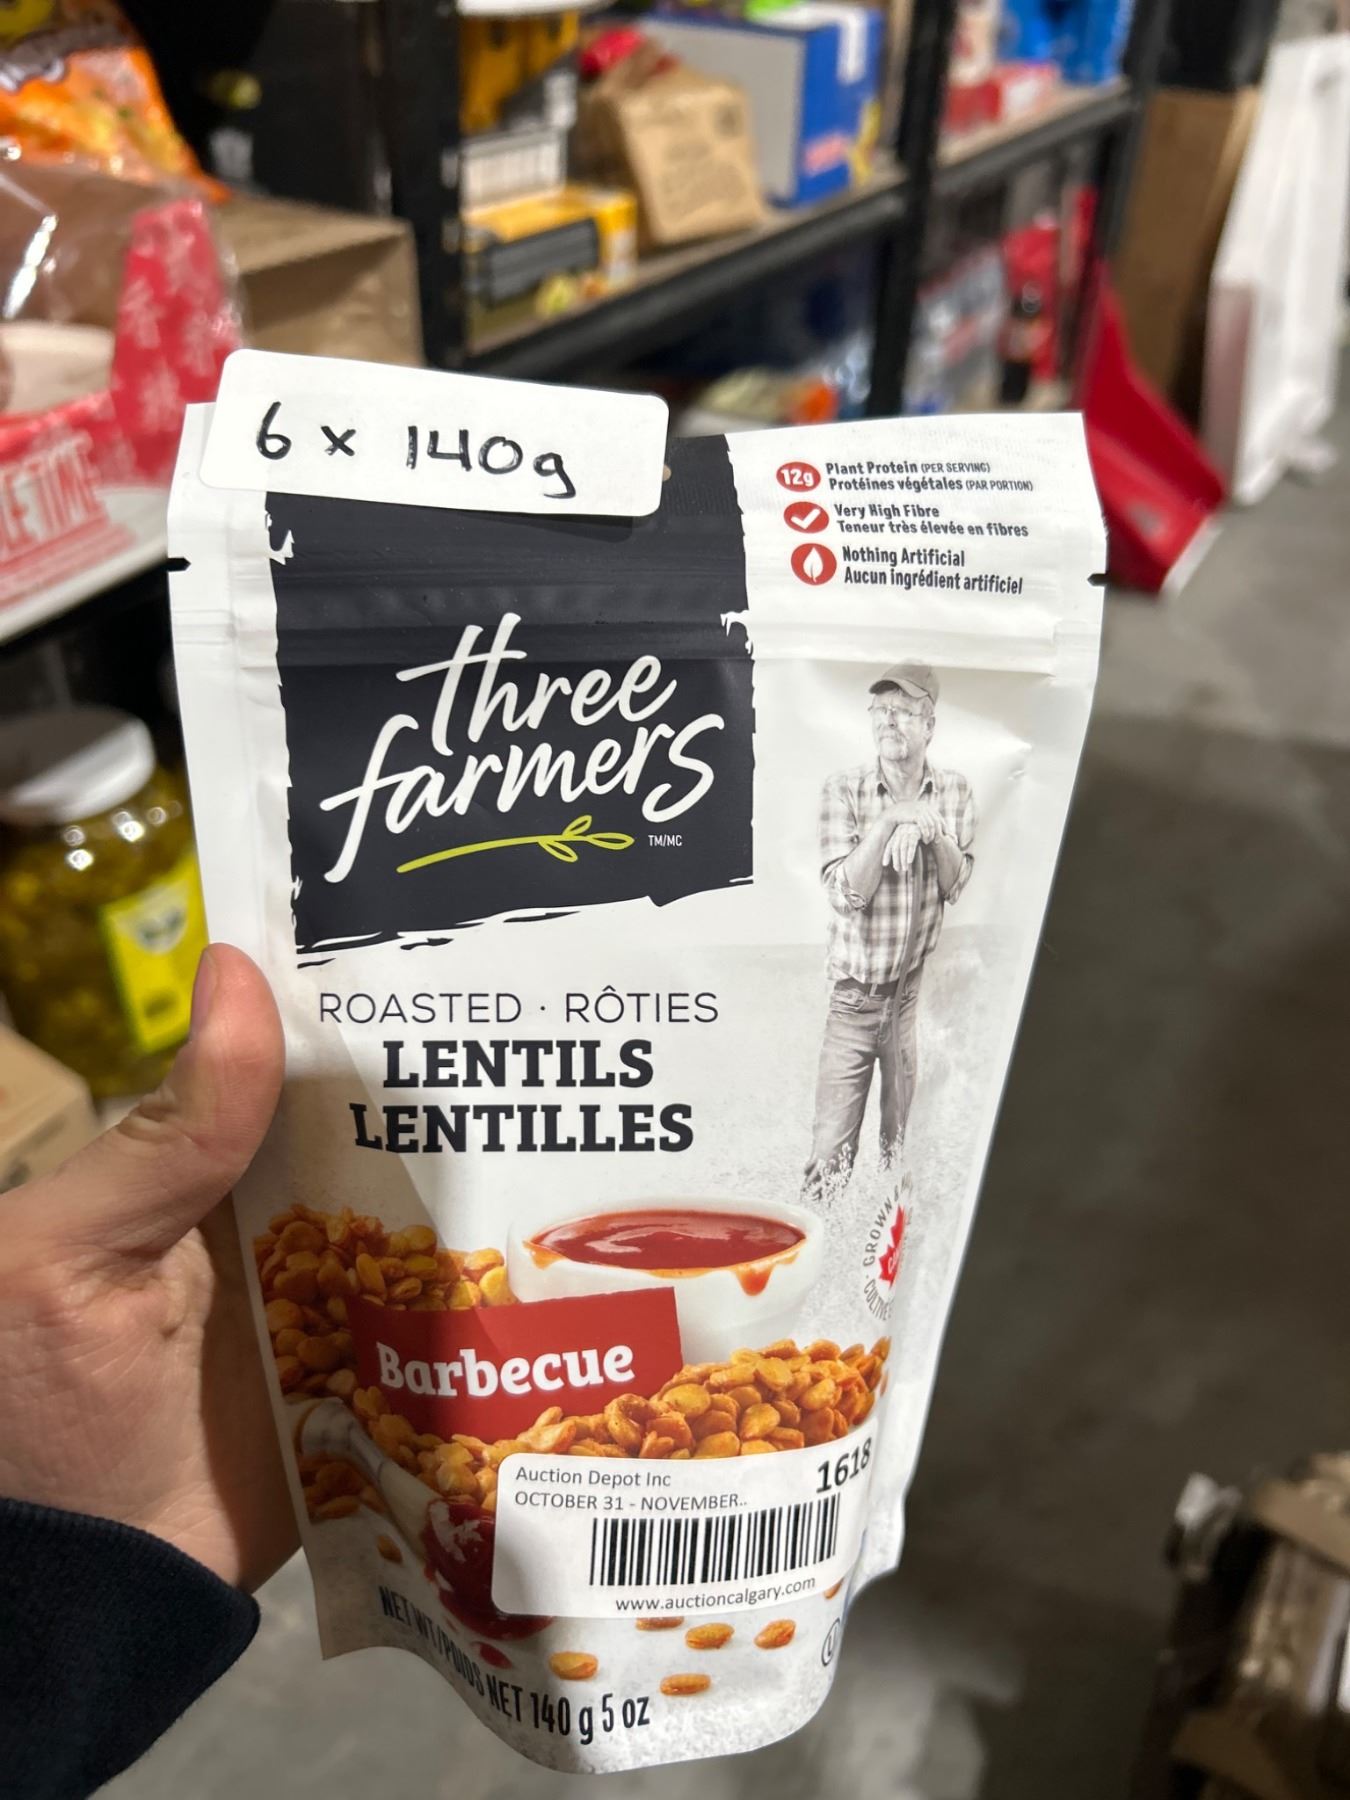 6 x 140g
12g Plant Protein (PER SERVING)
Protéines végétales (PAR PORTION)
Very High Fibre
Teneur très élevée en fibres
Nothing Artificial
Aucun ingrédient artificiel
three
farmers
TM/MC
ROASTED · RÔTIES
LENTILS
LENTILLES
GROWN
Barbecue
Auction Depot Inc
1618
OCTOBER 31 - NOVEMBER..
www.auctioncalgary.com
NET WT/POIDS NET 140 g 5 oz
U